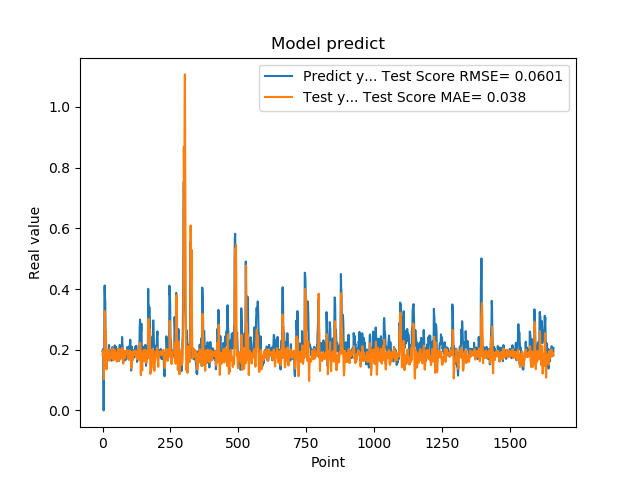 Model predict
Predict y... Test Score RMSE= 0.0601
Test y... Test Score MAE= 0.038
Real value
1.0
0.8
0.6
0.4
0.2
0.0
0 250 500 750 1000 1250 1500
Point